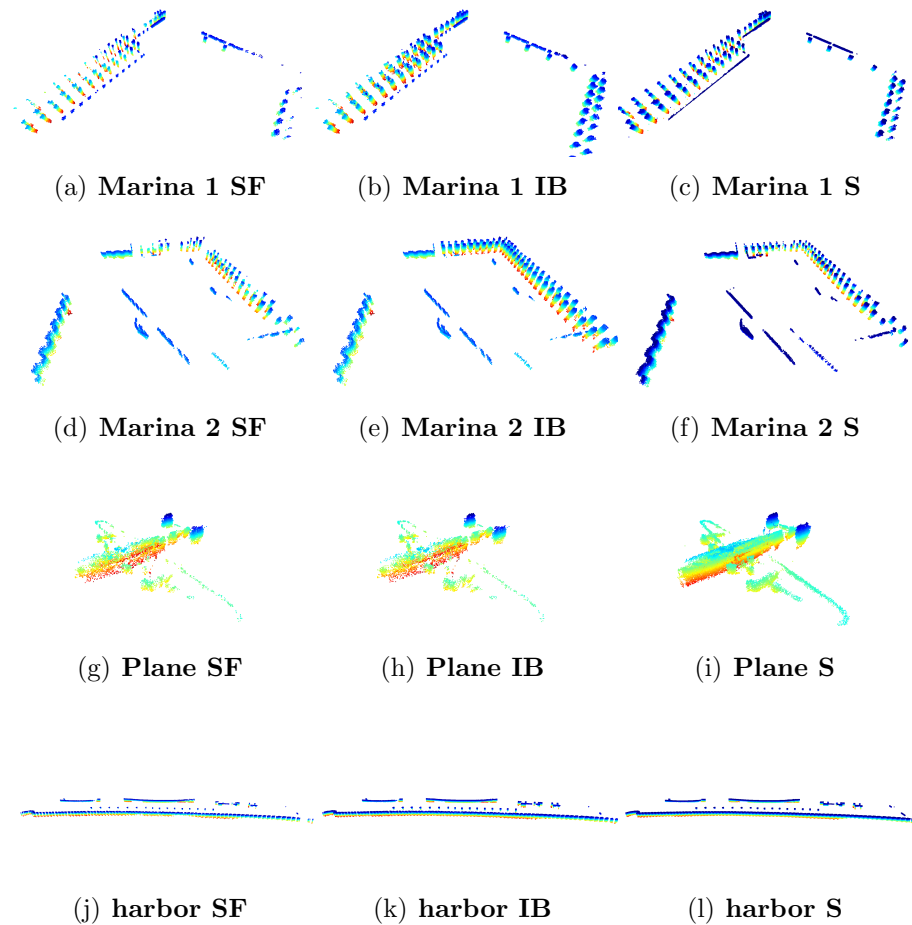 (a) Marina 1 SF (b) Marina 1 IB (c) Marina 1 S
(d) Marina 2 SF (e) Marina 2 IB (f) Marina 2 S
(g) Plane SF (h) Plane IB (i) Plane S
(j) harbor SF (k) harbor IB (l) harbor S